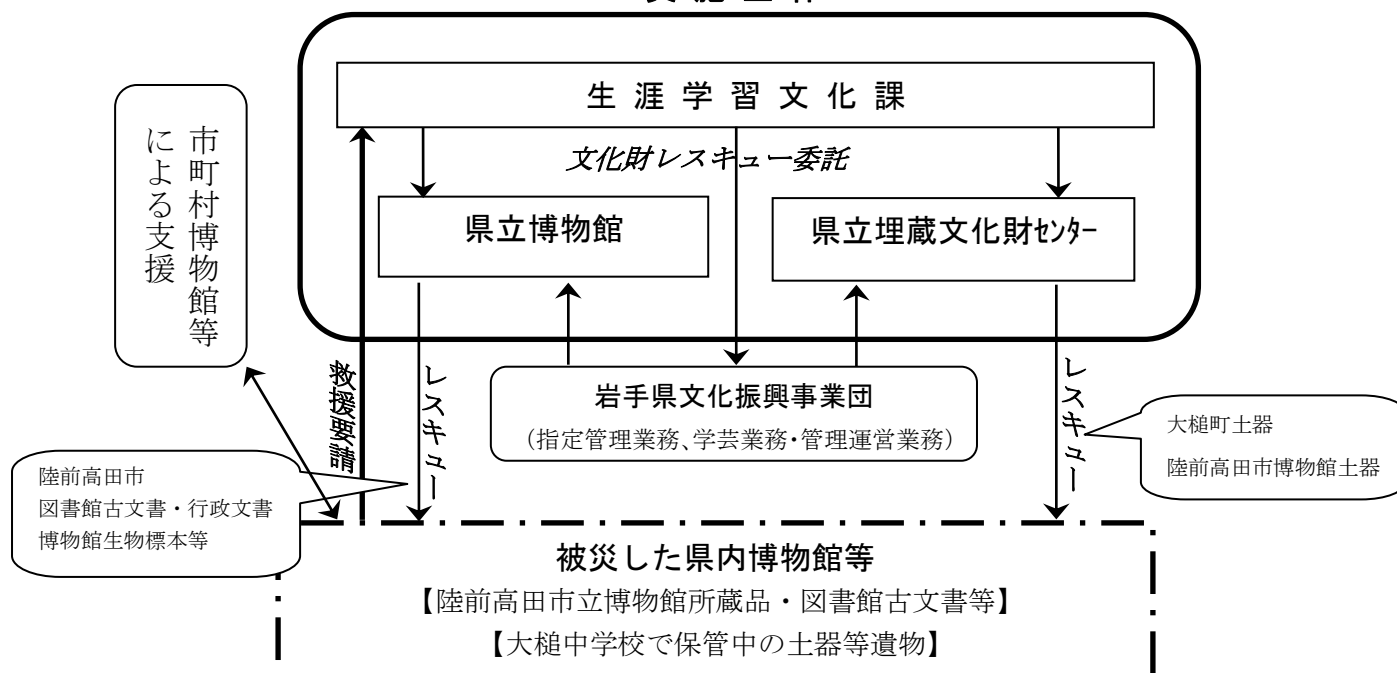 生涯学習文化課
文化財レスキュー委託
県立博物館
県立埋蔵文化財ｾﾝﾀｰ
市町村博物館等
による支援
救援要請
レスキュー
岩手県文化振興事業団
（指定管理業務、学芸業務・管理運営業務）
レスキュー
大槌町土器
陸前高田市博物館土器
陸前高田市
図書館古文書・行政文書
博物館生物標本等
被災した県内博物館等
【陸前高田市立博物館所蔵品・図書館古文書等】
【大槌中学校で保管中の土器等遺物】